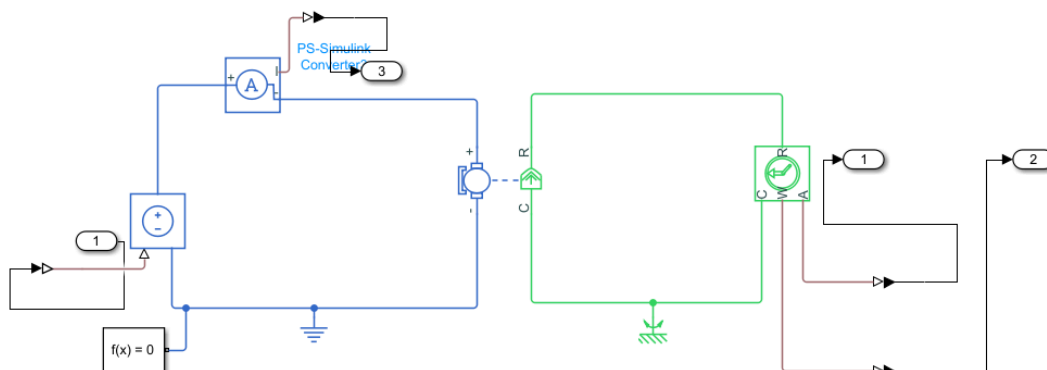 PS-Simulink
Converter2
3
+
A
I
-
+
R
R
1
2
C
C
W
A
+
-
1
-
f(x) = 0